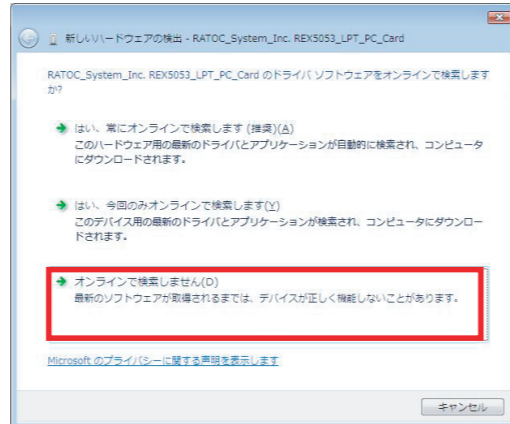 新しいハードウェアの検出 - RATOC_System_Inc. REX5053_LPT_PC_Card
RATOC_System_Inc. REX5053_LPT_PC_Card のドライバ ソフトウェアをオンラインで検索します
か?
はい、常にオンラインで検索します (推奨)(A)
このハードウェア用の最新のドライバとアプリケーションが自動的に検索され、コンピュータ
にダウンロードされます。
はい、今回のみオンラインで検索します(Y)
このデバイス用の最新のドライバとアプリケーションが検索され、コンピュータにダウンロー
ドされます。
オンラインで検索しません(D)
最新のソフトウェアが取得されるまでは、デバイスが正しく機能しないことがあります。
Microsoft のプライバシーに関する声明を表示します
キャンセル